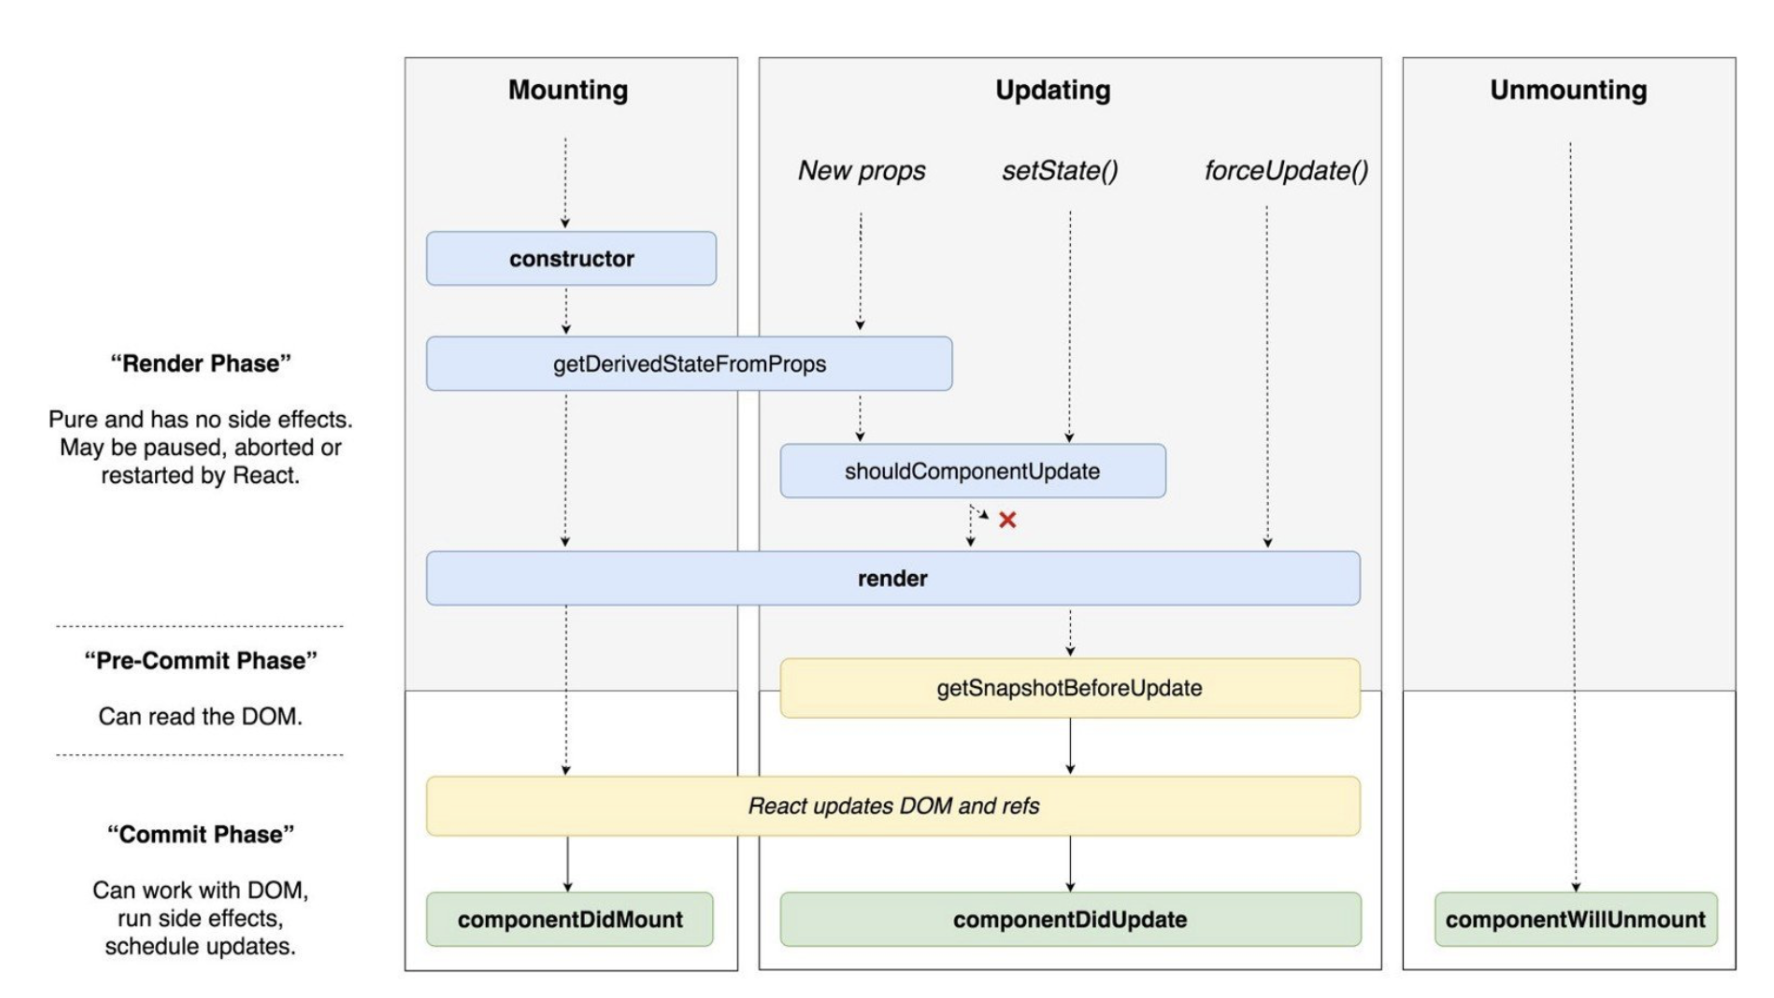 Mounting
Updating
Unmounting
New props
setState()
forceUpdate()
constructor
“Render Phase”
Pure and has no side effects.
May be paused, aborted or
restarted by React.
getDerivedStateFromProps
shouldComponentUpdate
render
“Pre-Commit Phase”
Can read the DOM.
getSnapshotBeforeUpdate
React updates DOM and refs
“Commit Phase”
Can work with DOM,
run side effects,
schedule updates.
componentDidMount
componentDidUpdate
componentWillUnmount